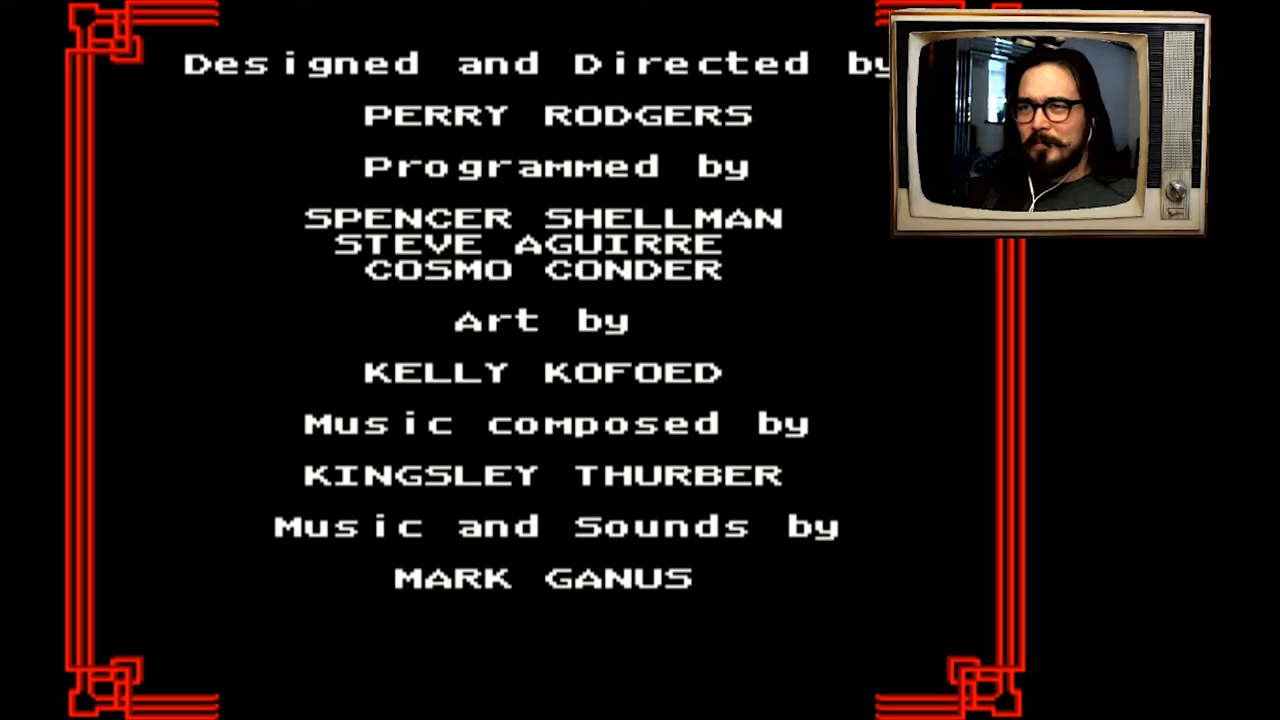 Designed and Directed by
PERRY RODGERS
Programmed by
SPENCER SHELLMAN
STEVE AGUIRRE
COSMO CONDER
Art by
KELLY KOFOED
Music composed by
KINGSLEY THURBER
Music and Sounds by
MARK GANUS